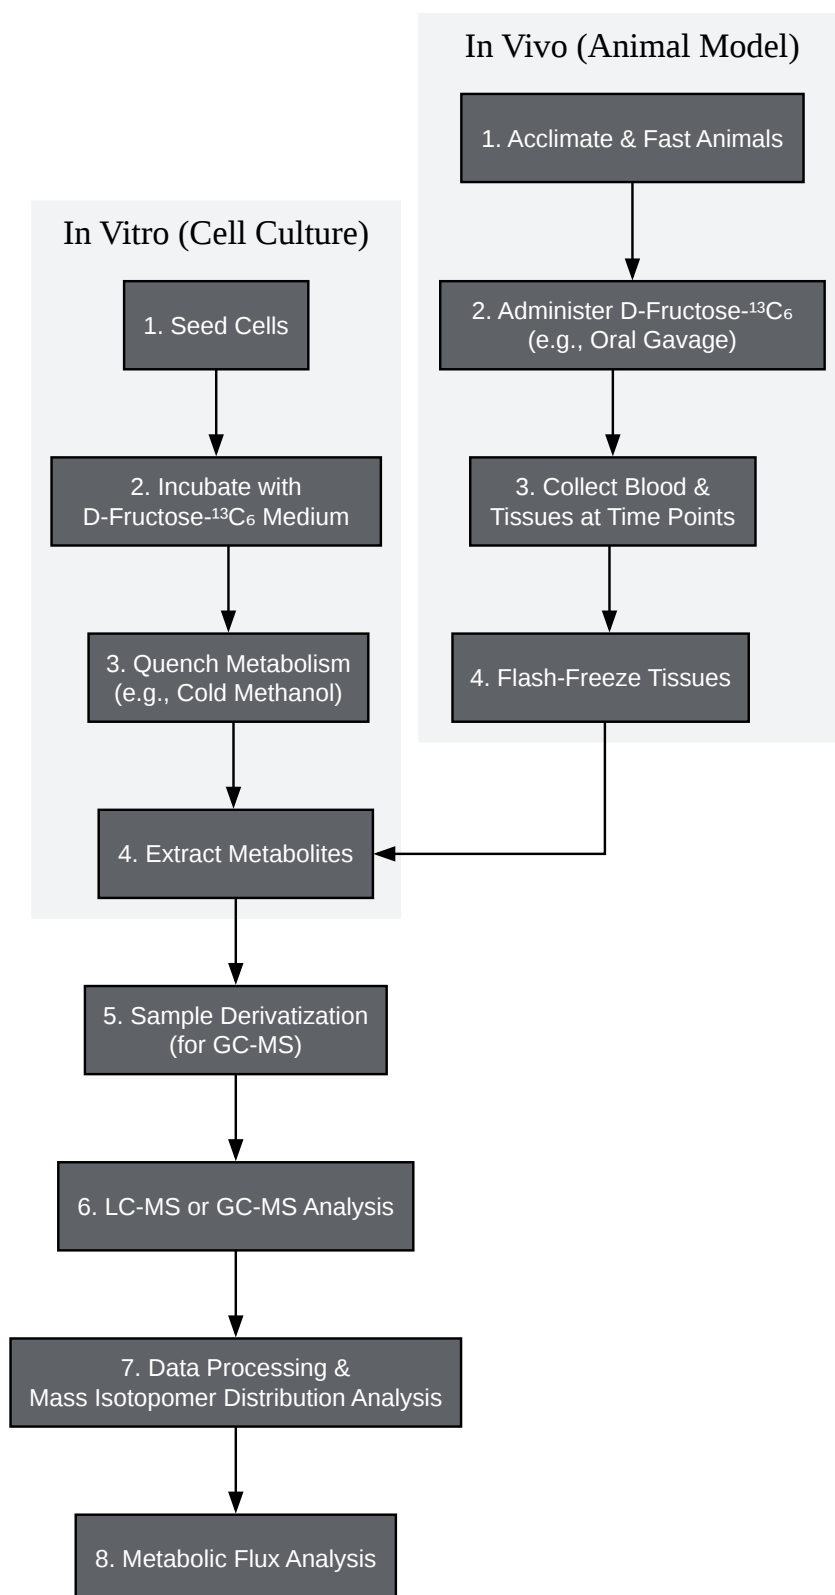 In Vivo (Animal Model)
1. Acclimate & Fast Animals
2. Administer D-Fructose-¹³C₆
(e.g., Oral Gavage)
3. Collect Blood &
Tissues at Time Points
4. Flash-Freeze Tissues
In Vitro (Cell Culture)
1. Seed Cells
2. Incubate with
D-Fructose-¹³C₆ Medium
3. Quench Metabolism
(e.g., Cold Methanol)
4. Extract Metabolites
5. Sample Derivatization
(for GC-MS)
6. LC-MS or GC-MS Analysis
7. Data Processing &
Mass Isotopomer Distribution Analysis
8. Metabolic Flux Analysis